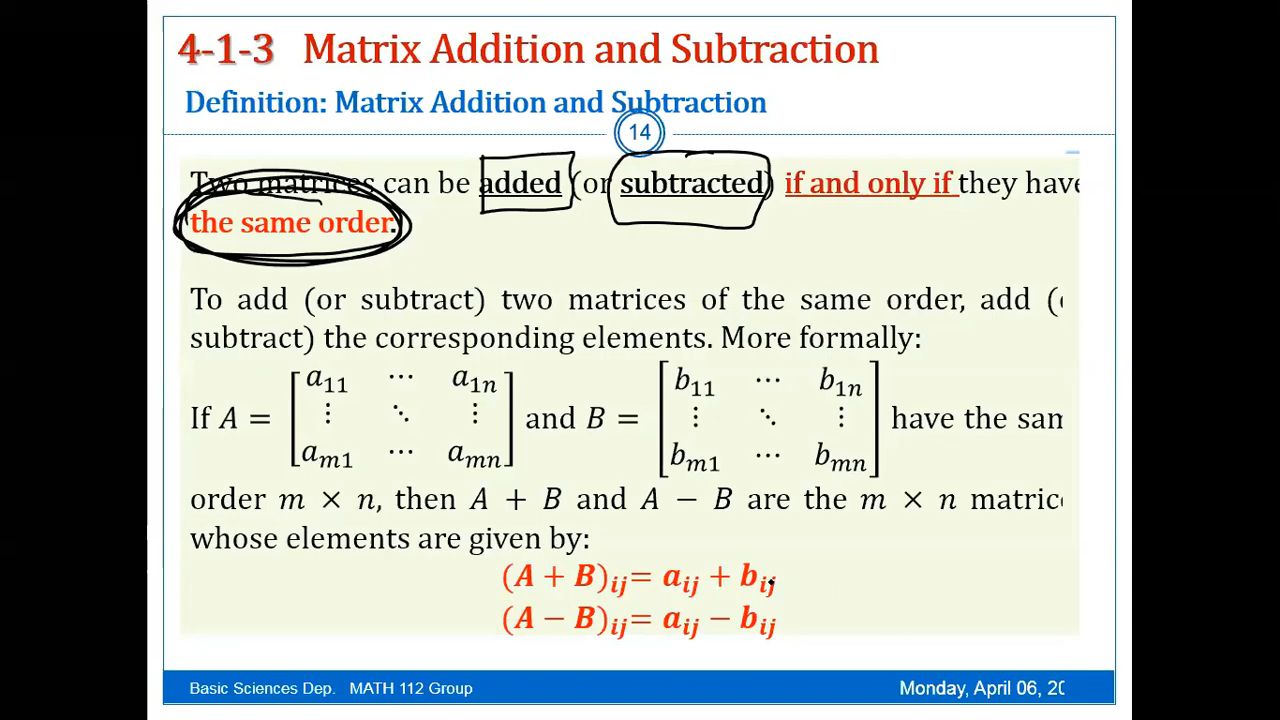 4-1-3 Matrix Addition and Subtraction
Definition: Matrix Addition and Subtraction
14
Two matrices can be added (or subtracted) if and only if they have
the same order.
To add (or subtract) two matrices of the same order, add (
subtract) the corresponding elements. More formally:
If A = [a11 ⋯ a1n ⋮ ⋱ ⋮ am1 ⋯ amn] and B = [b11 ⋯ b1n ⋮ ⋱ ⋮ bm1 ⋯ bmn] have the sam
order m × n, then A + B and A − B are the m × n matrice
whose elements are given by:
(A + B)ij= aij + bij
(A − B)ij= aij − bij
Basic Sciences Dep. MATH 112 Group
Monday, April 06, 20